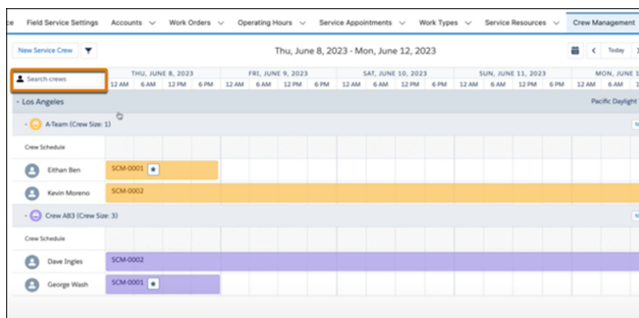 ce Field Service Settings Accounts Work Orders Operating Hours Service Appointments Work Types Service Resources Crew Management
New Service Crew Thu, June 8, 2023 - Mon, June 12, 2023 Today
Search crews THU, JUNE 8, 2023 FRI, JUNE 9, 2023 SAT, JUNE 10, 2023 SUN, JUNE 11, 2023 MON, JUNE 1
12 AM 6 AM 12 PM 6 PM 12 AM 6 AM 12 PM 6 PM 12 AM 6 AM 12 PM 6 PM 12 AM 6 AM 12 PM 6 PM 12 AM 6 AM 12 PM
Los Angeles Pacific Daylight
A-Team (Crew Size: 1)
Crew Schedule
Eithan Ben SCM-0001
Kevin Moreno SCM-0002
Crew AB3 (Crew Size: 3)
Crew Schedule
Dave Ingles SCM-0002
George Wash SCM-0001